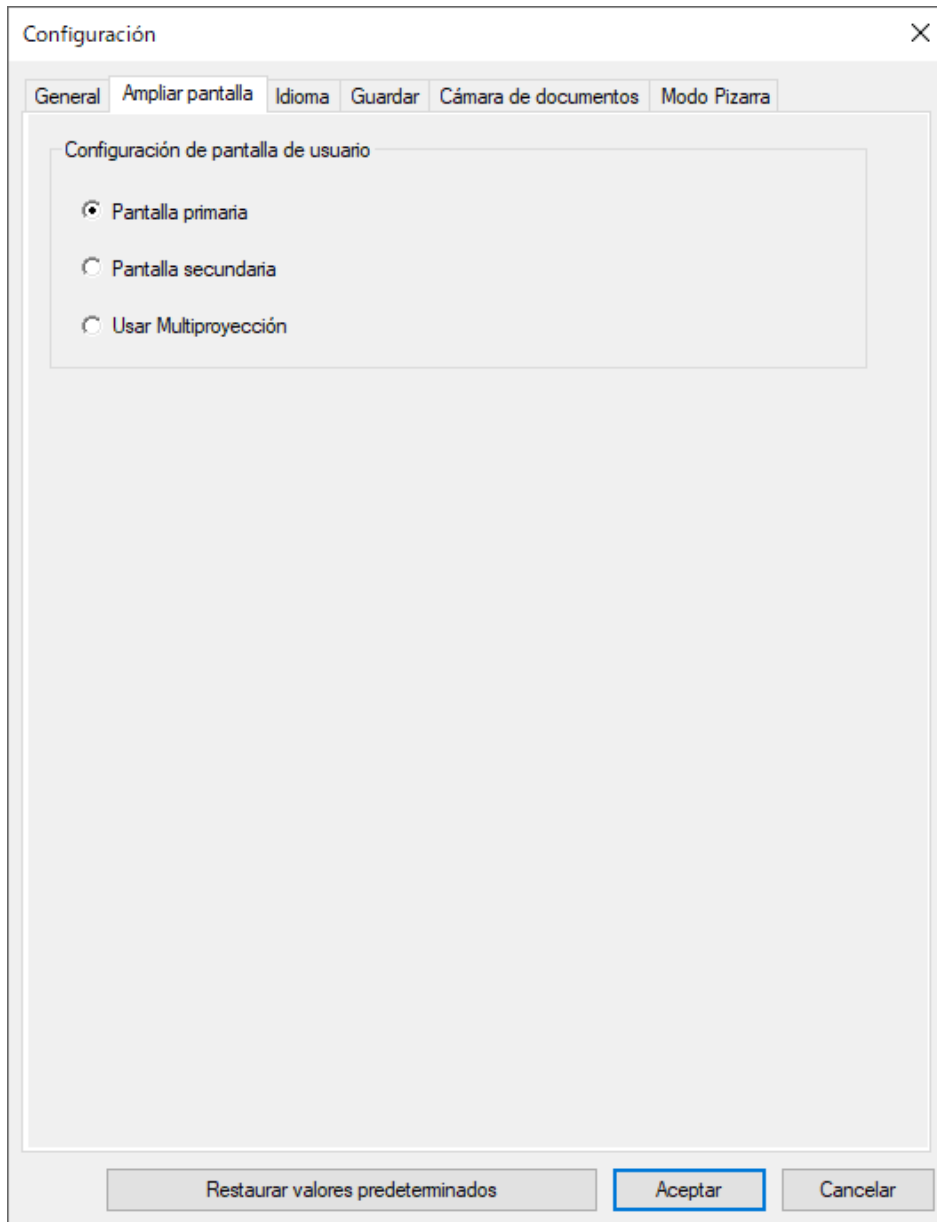 Configuración
General Ampliar pantalla Idioma Guardar Cámara de documentos Modo Pizarra
Configuración de pantalla de usuario
Pantalla primaria
Pantalla secundaria
Usar Multiproyección
Restaurar valores predeterminados Aceptar Cancelar